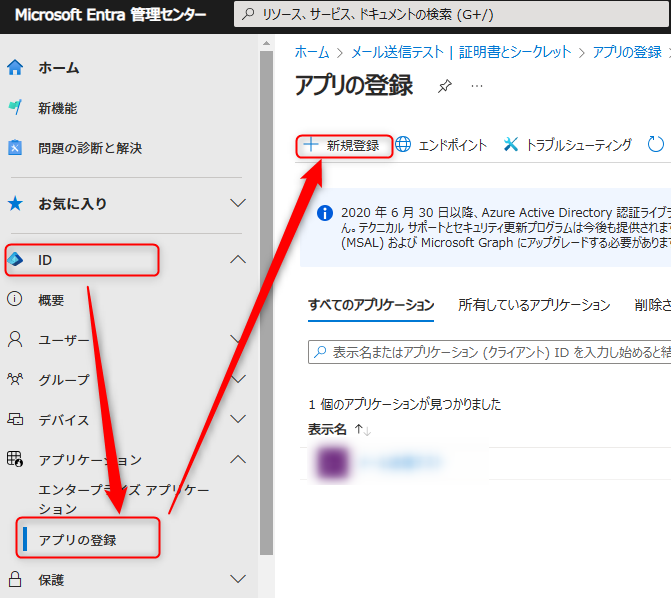 Microsoft Entra 管理センター
リソース、サービス、ドキュメントの検索 (G+/)
ホーム
新機能
問題の診断と解決
お気に入り
ID
概要
ユーザー
グループ
デバイス
アプリケーション
エンタープライズ アプリケー
ション
アプリの登録
保護
ホーム > メール送信テスト | 証明書とシークレット > アプリの登録
アプリの登録
...
新規登録
エンドポイント
トラブルシューティング
2020 年 6 月 30 日以降、Azure Active Directory 認証ライブラ
ん。テクニカル サポートとセキュリティ更新プログラムは今後も提供されま
(MSAL) および Microsoft Graph にアップグレードする必要がありま
すべてのアプリケーション
所有しているアプリケーション
削除さ
表示名またはアプリケーション (クライアント) ID を入力し始めると結
1 個のアプリケーションが見つかりました
表示名 ↑↓